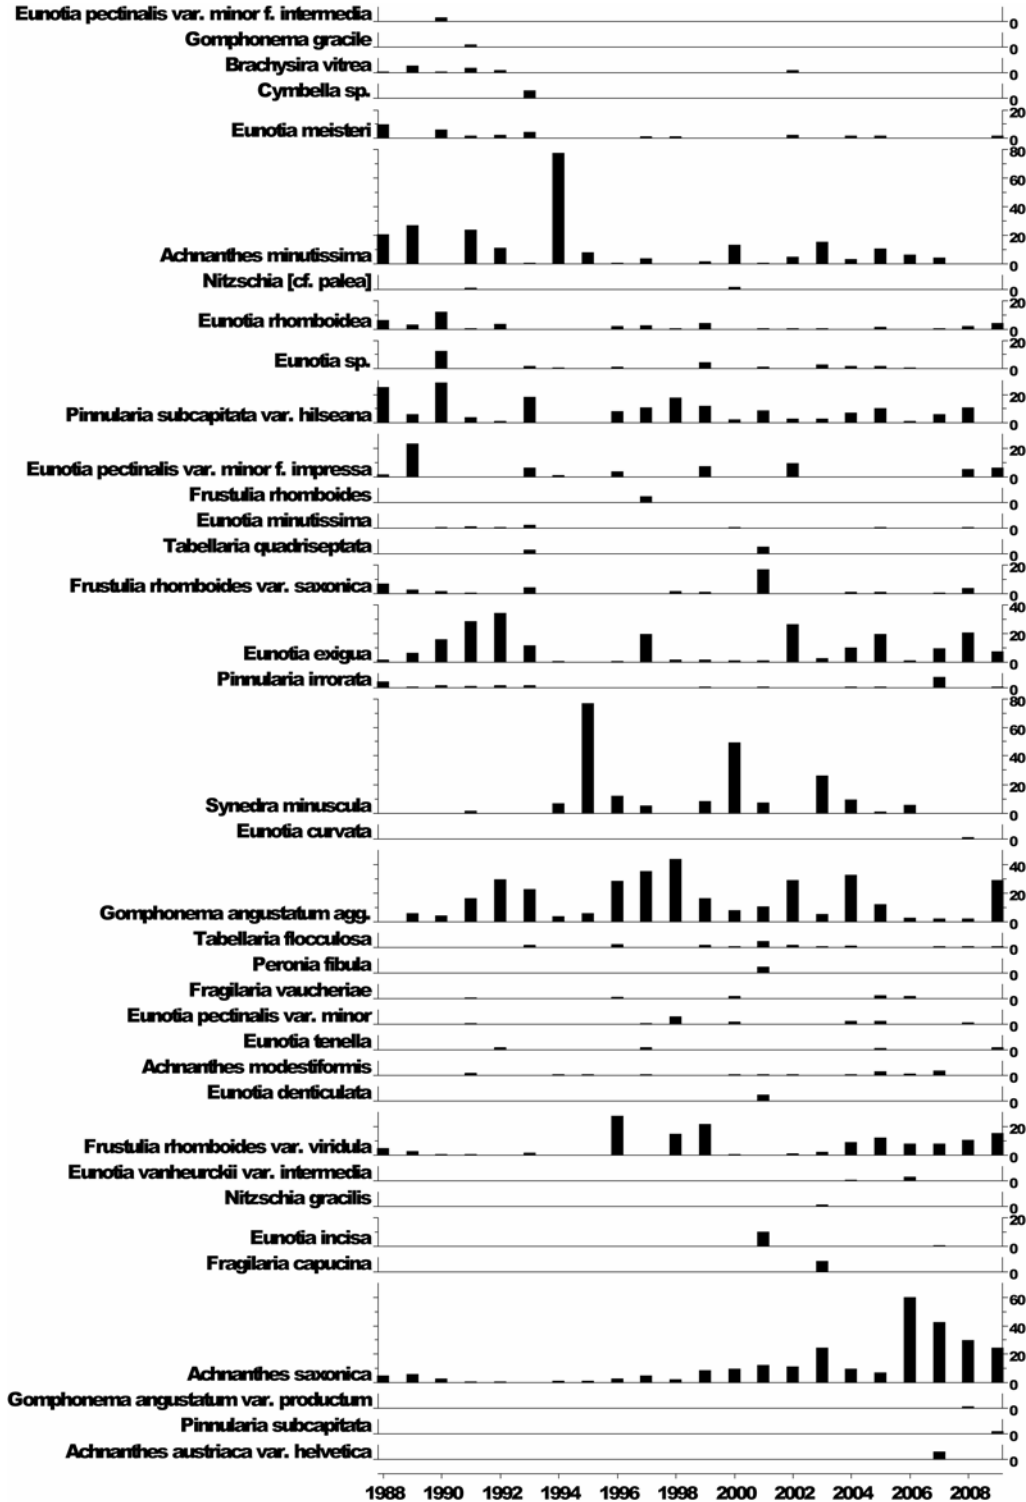 Eunotia pectinalis var. minor f. intermedia 0
Gomphonema gracile 0
Brachysira vitrea 0
Cymbella sp. 0
20
Eunotia meisteri 0
80
60
40
20
Achnanthes minutissima 0
Nitzschia [cf. palea] 0
20
Eunotia rhomboidea 0
20
Eunotia sp. 0
20
Pinnularia subcapitata var. hilseana 0
20
Eunotia pectinalis var. minor f. impressa 0
Frustulia rhomboides 0
Eunotia minutissima 0
Tabellaria quadriseptata 0
20
Frustulia rhomboides var. saxonica 0
40
20
Eunotia exigua 0
Pinnularia irrorata 0
80
60
40
20
Synedra minuscula 0
Eunotia curvata 0
40
20
Gomphonema angustatum agg. 0
Tabellaria flocculosa 0
Peronia fibula 0
Fragilaria vaucheriae 0
Eunotia pectinalis var. minor 0
Eunotia tenella 0
Achnanthes modestiformis 0
Eunotia denticulata 0
20
Frustulia rhomboides var. viridula 0
Eunotia vanheurckii var. intermedia 0
Nitzschia gracilis 0
20
Eunotia incisa 0
Fragilaria capucina 0
60
40
20
Achnanthes saxonica 0
Gomphonema angustatum var. productum 0
Pinnularia subcapitata 0
Achnanthes austriaca var. helvetica 0
1988 1990 1992 1994 1996 1998 2000 2002 2004 2006 2008